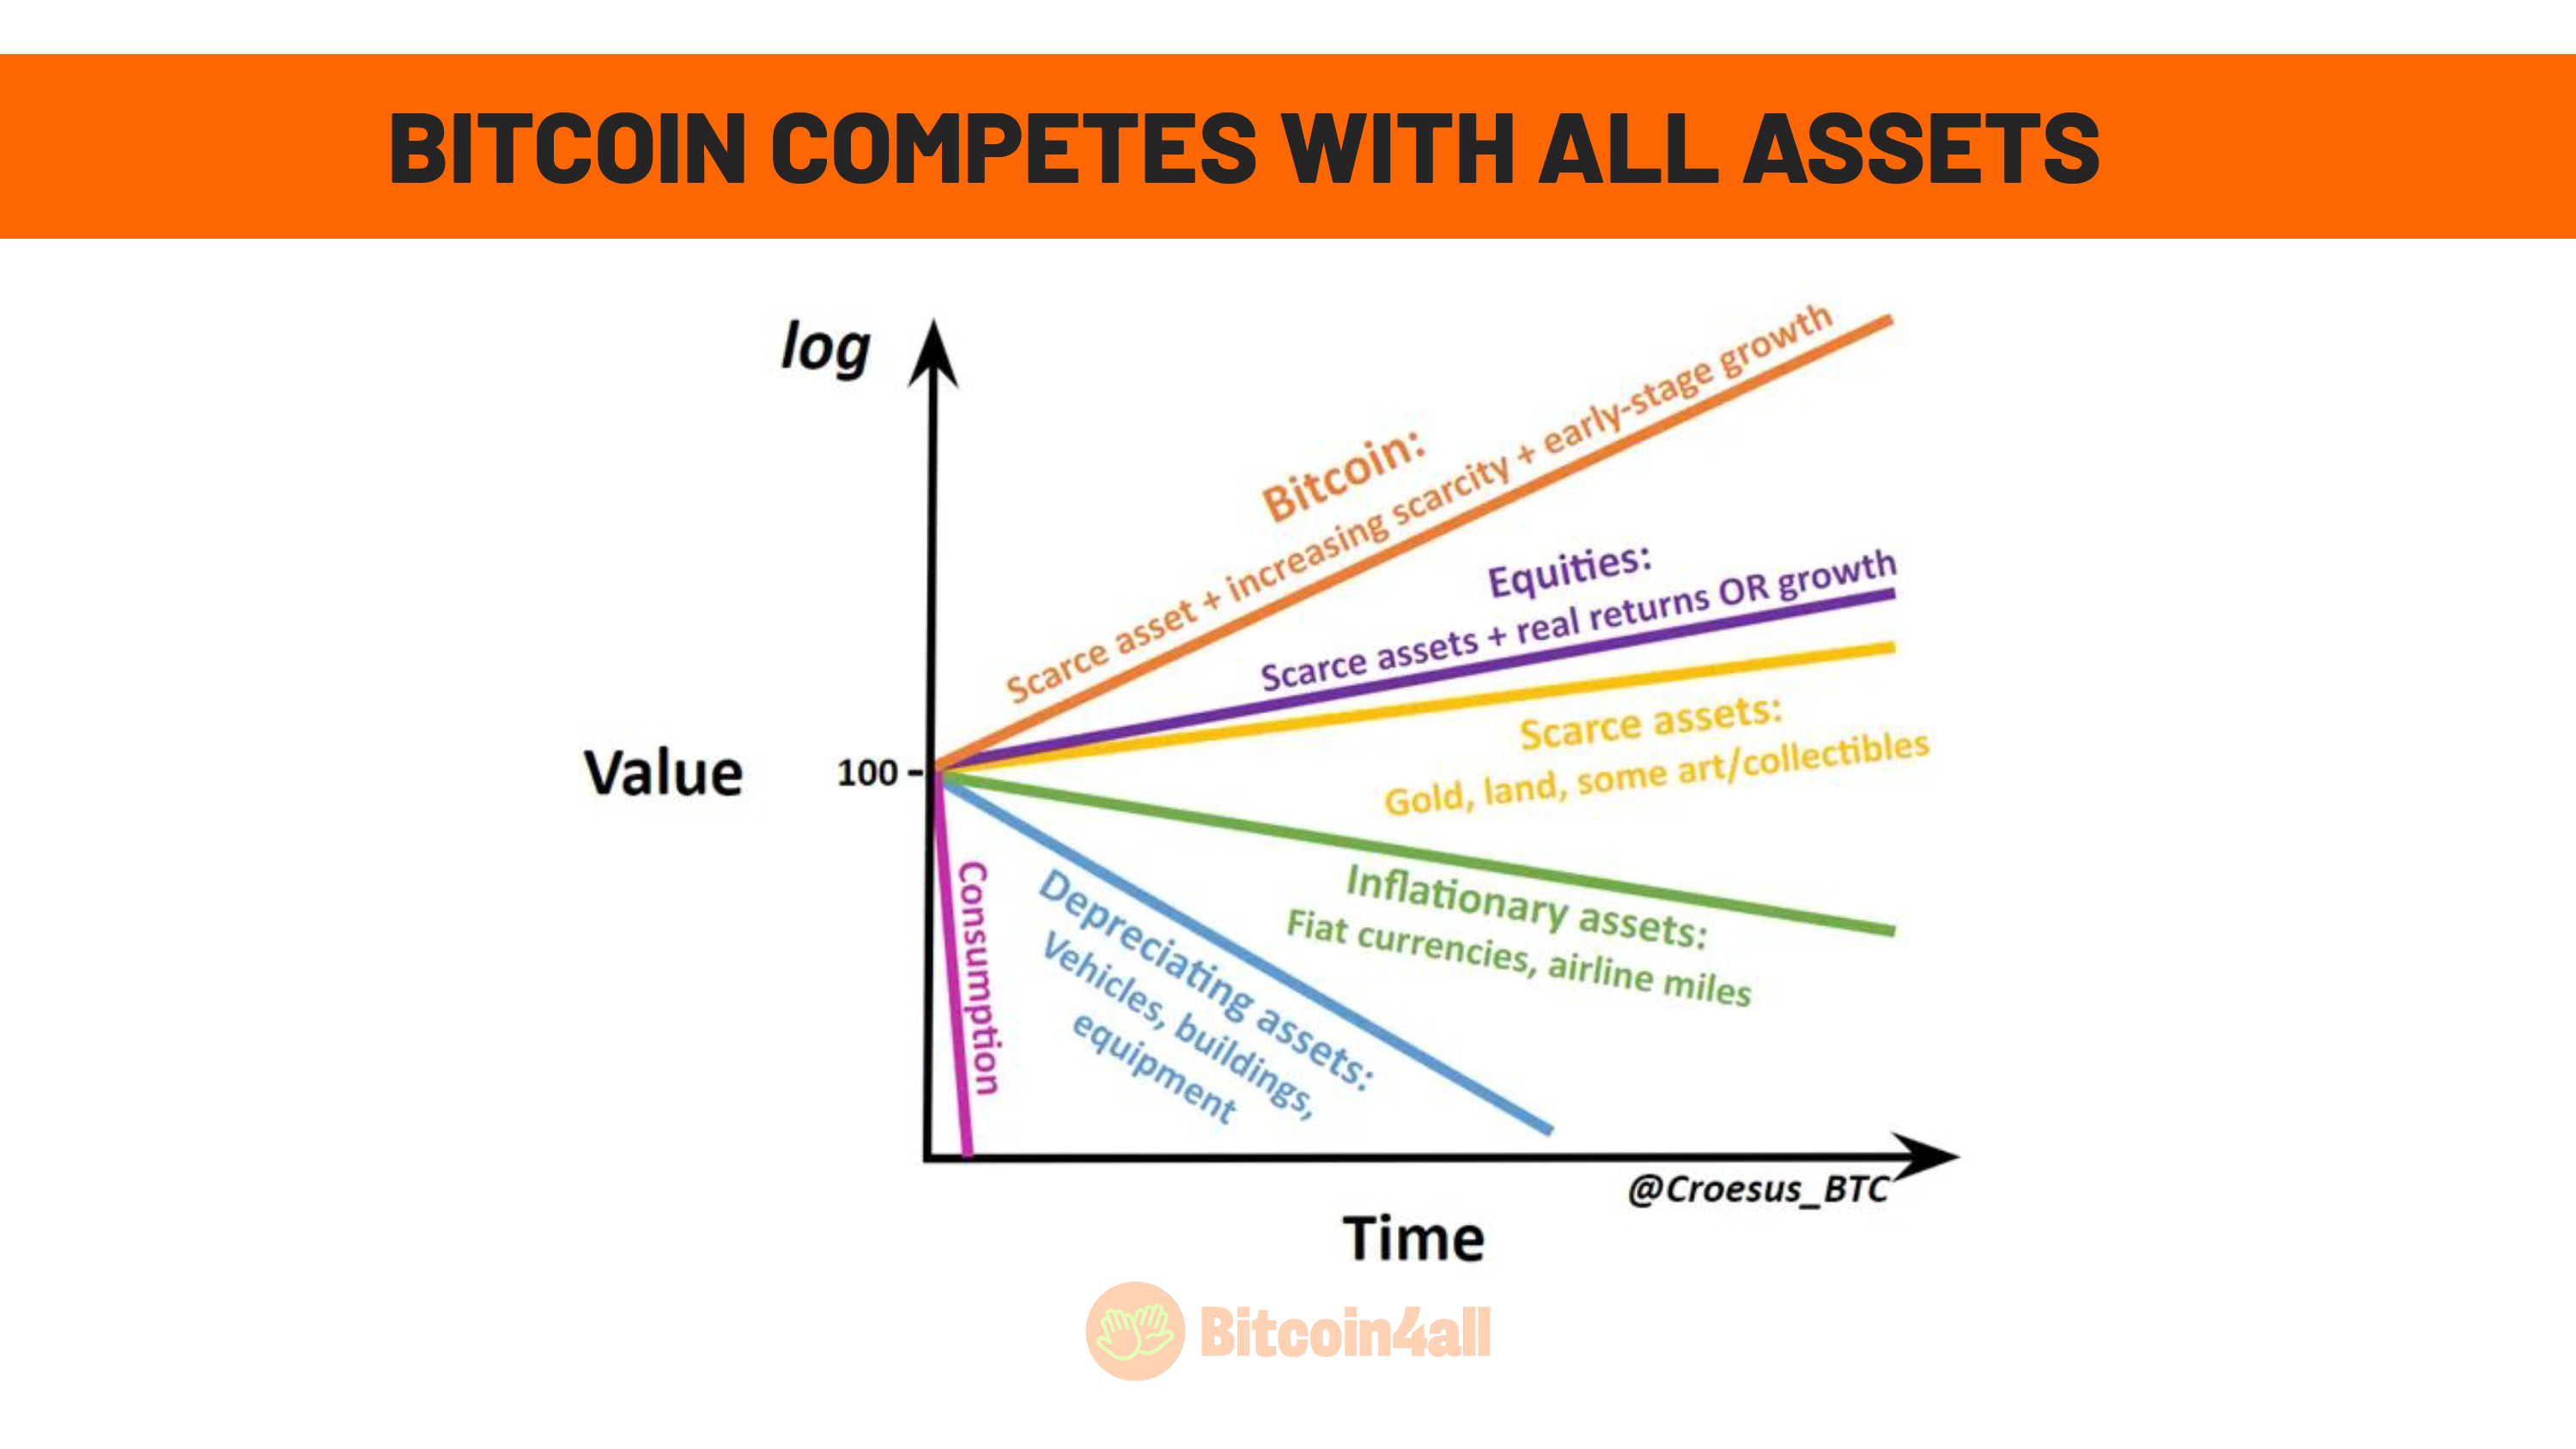 BITCOIN COMPETES WITH ALL ASSETS
log
Bitcoin:
Scarce asset + increasing scarcity + early-stage growth
Equities:
Scarce assets + real returns OR growth
Scarce assets:
Gold, land, some art/collectibles
Value
100
Inflationary assets:
Fiat currencies, airline miles
Depreciating assets:
Vehicles, buildings,
equipment
Consumption
@Croesus_BTC
Time
Bitcoin4all